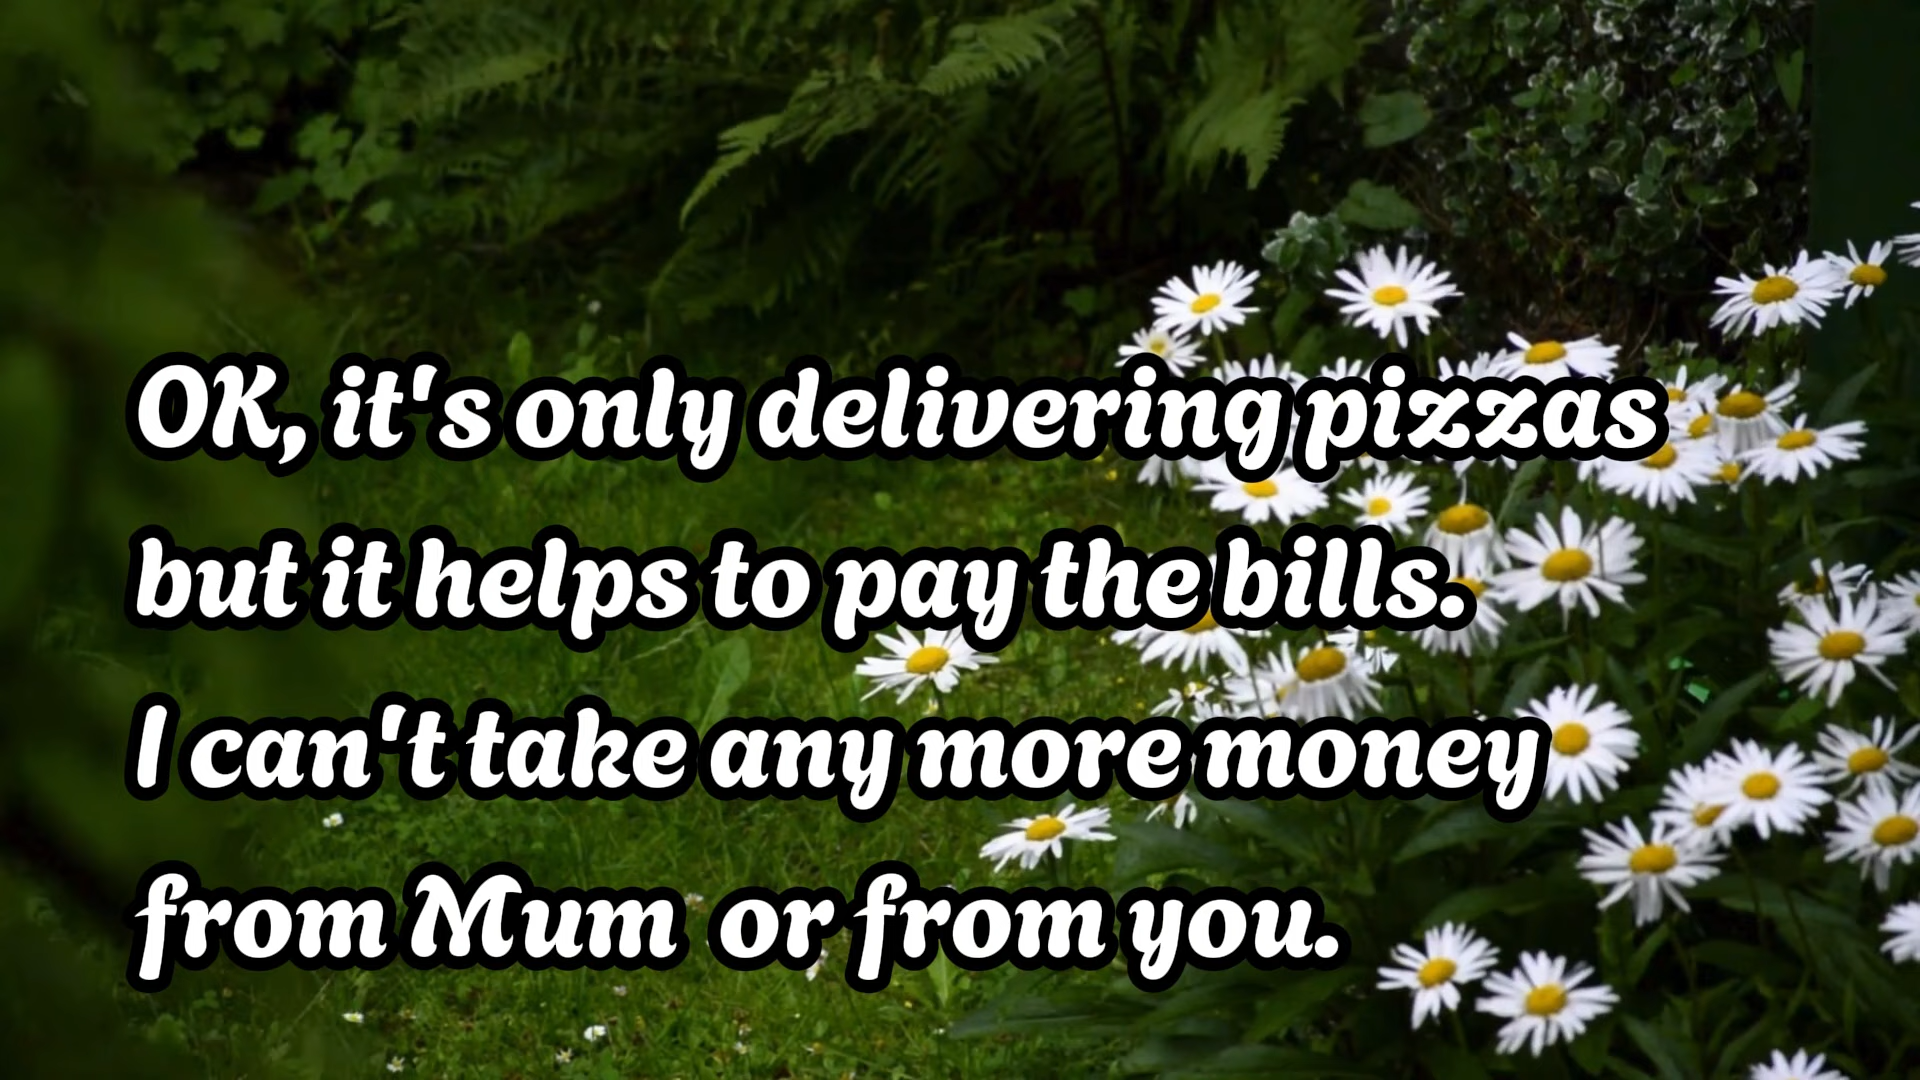 OK, it's only delivering pizzas
but it helps to pay the bills.
I can't take any more money
from Mum or from you.